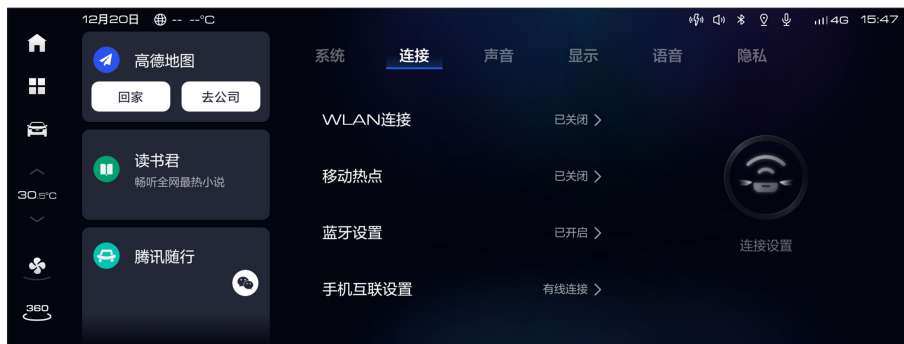 12月20日 -- --°C
4G 15:47
高德地图
回家 去公司
读书君
畅听全网最热小说
腾讯随行
30.5°C
360
系统 连接 声音 显示 语音 隐私
WLAN连接 已关闭
移动热点 已关闭
蓝牙设置 已开启
手机互联设置 有线连接
连接设置